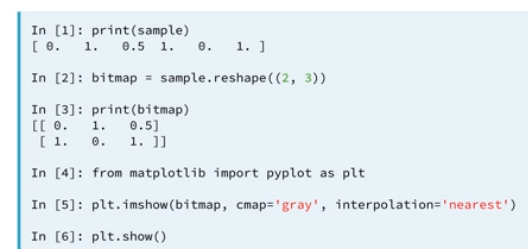 In [1]: print(sample)
[ 0.   1.   0.5  1.   0.   1. ]
In [2]: bitmap = sample.reshape((2, 3))
In [3]: print(bitmap)
[[ 0.   1.   0.5]
 [ 1.   0.   1. ]]
In [4]: from matplotlib import pyplot as plt
In [5]: plt.imshow(bitmap, cmap='gray', interpolation='nearest')
In [6]: plt.show()